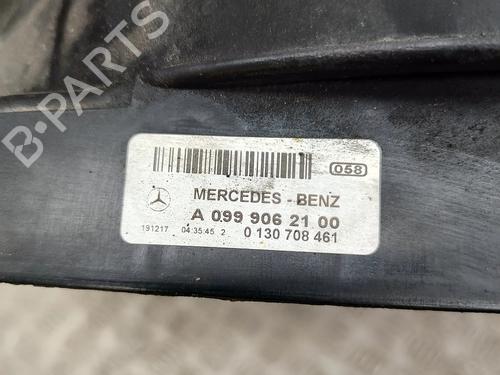 B-PARTS
058
MERCEDES - BENZ
A 099 906 21 00
191217 04:35:45 2 0 130 708 461